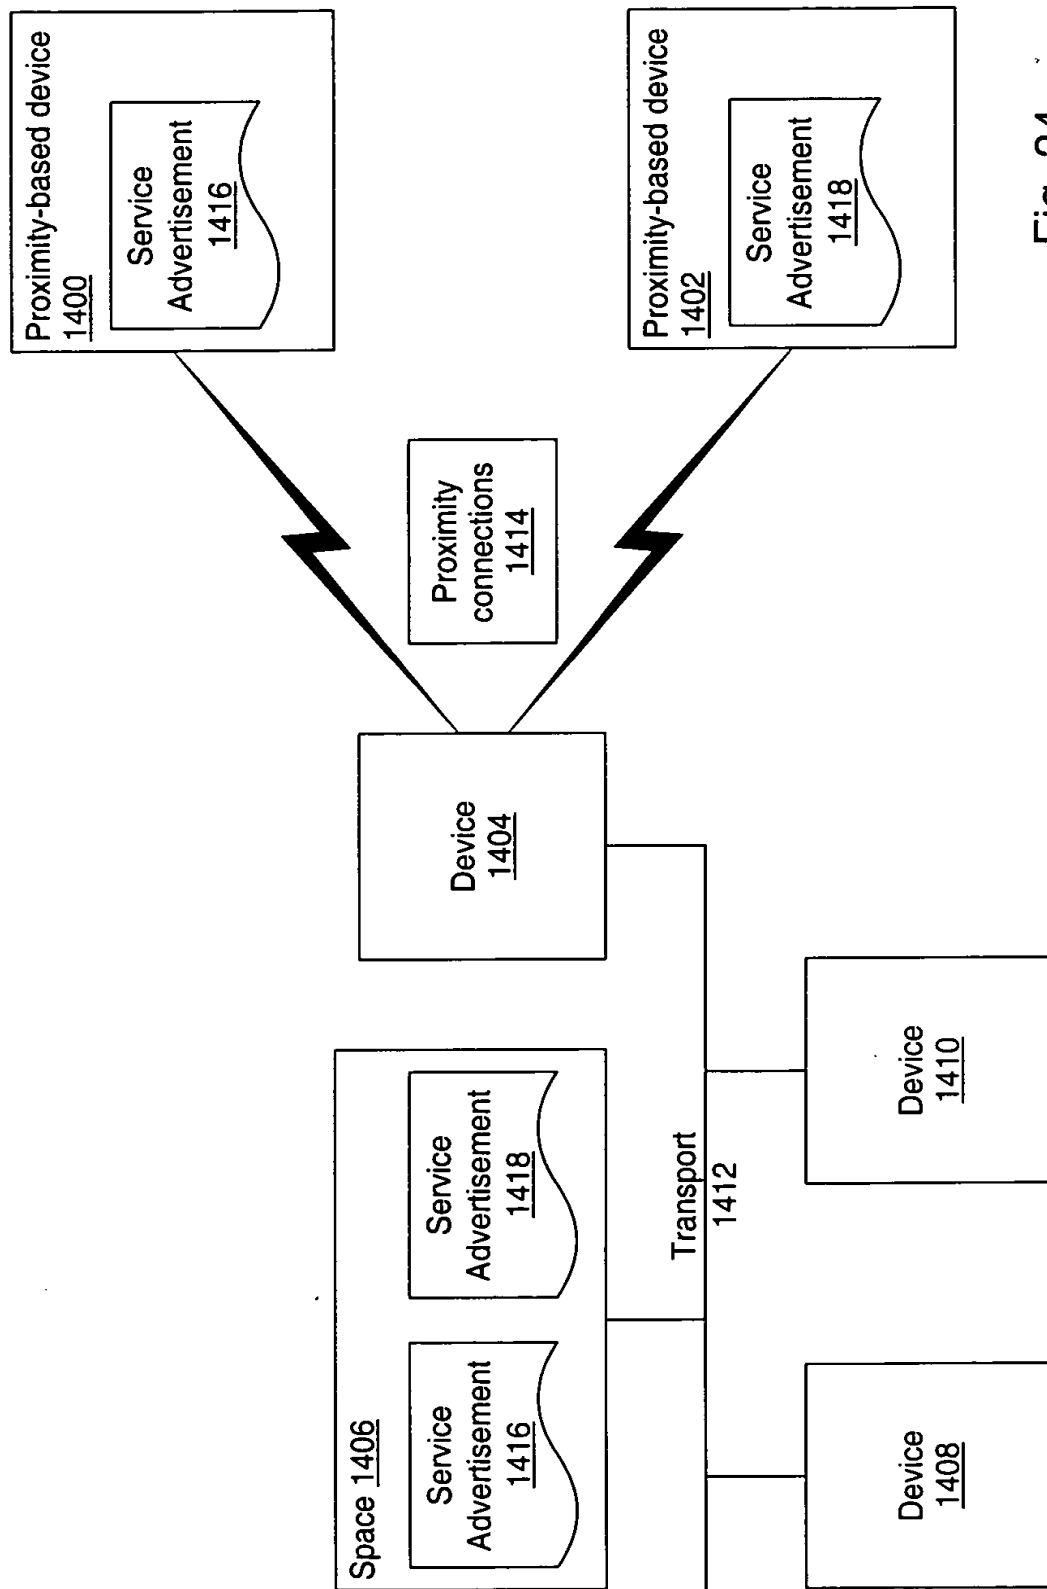 Proximity-based device
1400
Service
Advertisement
1416
Space 1406
Service
Advertisement
1416
Service
Advertisement
1418
Device
1404
Proximity
connections
1414
Transport
1412
Proximity-based device
1402
Service
Advertisement
1418
Device
1408
Device
1410
Fig.